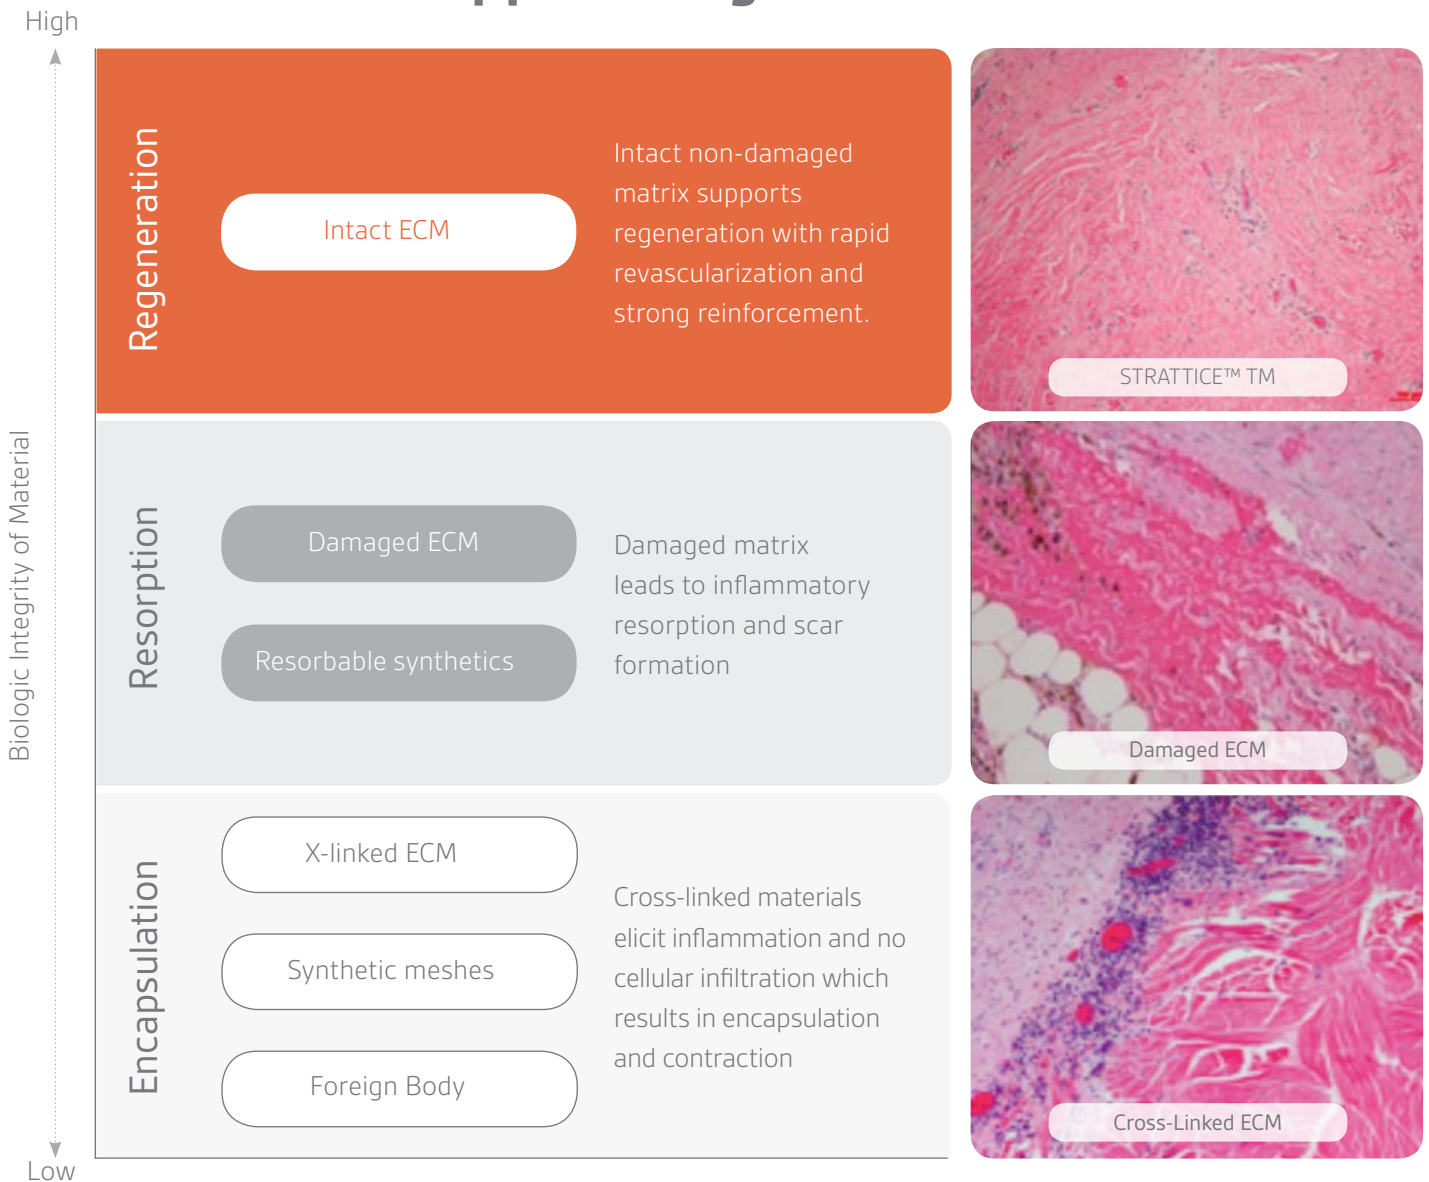 High
Regeneration
Intact ECM
Intact non-damaged
matrix supports
regeneration with rapid
revascularization and
strong reinforcement.
STRATTICE™ TM
Biologic Integrity of Material
Resorption
Damaged ECM
Resorbable synthetics
Damaged matrix
leads to inflammatory
resorption and scar
formation
Damaged ECM
Encapsulation
X-linked ECM
Synthetic meshes
Foreign Body
Cross-linked materials
elicit inflammation and no
cellular infiltration which
results in encapsulation
and contraction
Cross-Linked ECM
Low